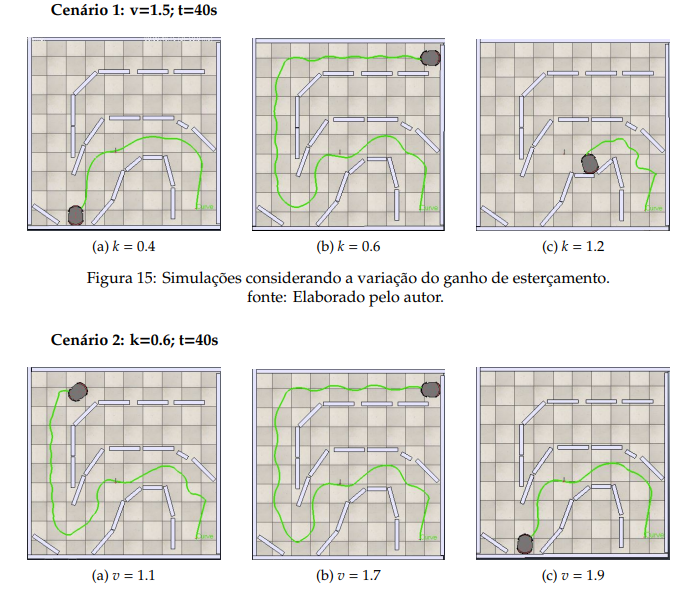 Cenário 1: v=1.5; t=40s
(a) k = 0.4
(b) k = 0.6
(c) k = 1.2
Figura 15: Simulações considerando a variação do ganho de esterçamento.
fonte: Elaborado pelo autor.
Cenário 2: k=0.6; t=40s
(a) v = 1.1
(b) v = 1.7
(c) v = 1.9